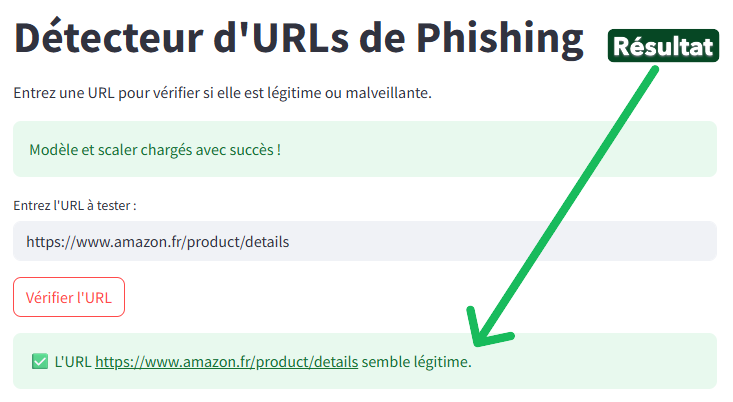 Détecteur d'URLs de Phishing
Résultat
Entrez une URL pour vérifier si elle est légitime ou malveillante.
Modèle et scaler chargés avec succès !
Entrez l'URL à tester :
https://www.amazon.fr/product/details
Vérifier l'URL
✅ L'URL https://www.amazon.fr/product/details semble légitime.